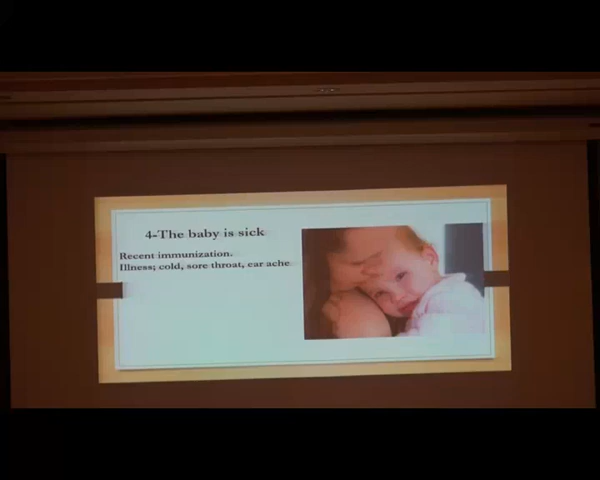 4-The baby is sick
Recent immunization.
Illness; cold, sore throat, ear ache